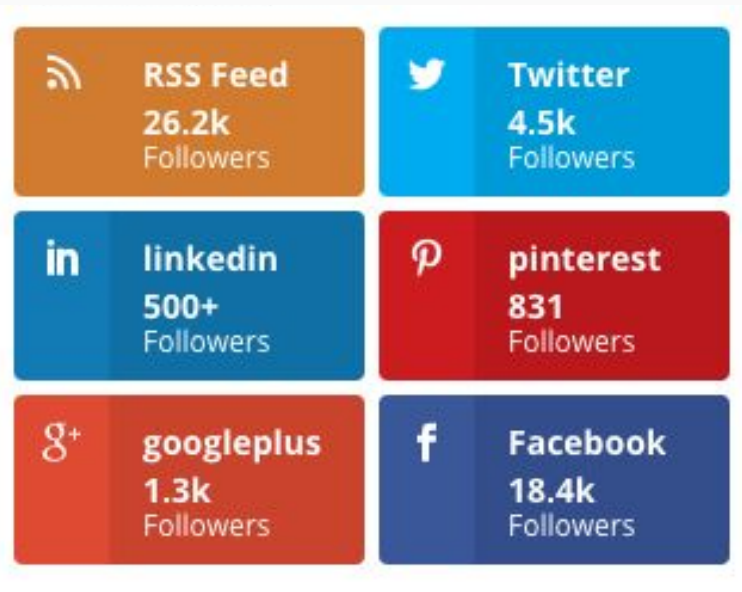 RSS Feed
26.2k
Followers
Twitter
4.5k
Followers
in
linkedin
500+
Followers
pinterest
831
Followers
g+
googleplus
1.3k
Followers
f
Facebook
18.4k
Followers